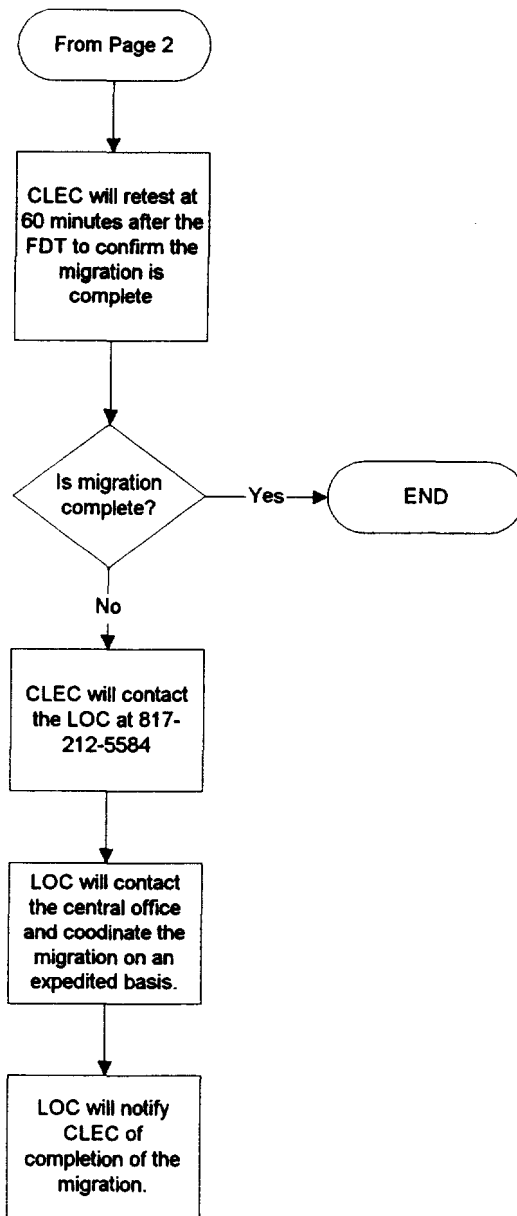 From Page 2
CLEC will retest at
60 minutes after the
FDT to confirm the
migration is
complete
Is migration
complete?
Yes
END
No
CLEC will contact
the LOC at 817-
212-5584
LOC will contact
the central office
and coodinate the
migration on an
expedited basis.
LOC will notify
CLEC of
completion of the
migration.